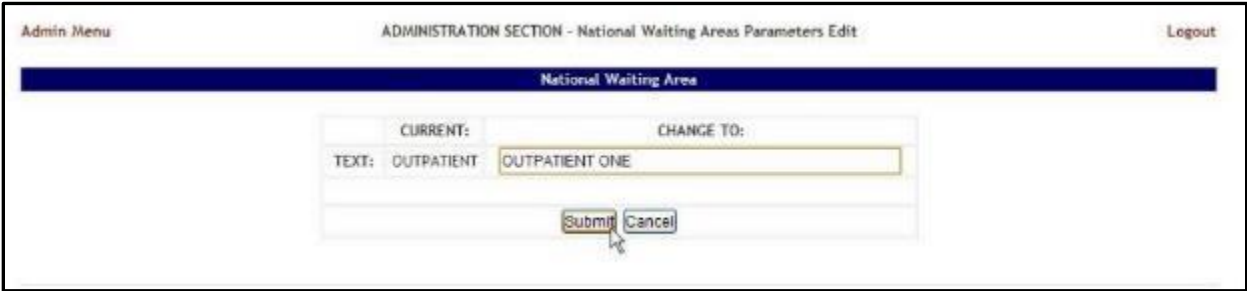 Admin Menu ADMINISTRATION SECTION - National Waiting Areas Parameters Edit Logout
National Waiting Area
CURRENT: CHANGE TO:
TEXT: OUTPATIENT OUTPATIENT ONE
Submit Cancel